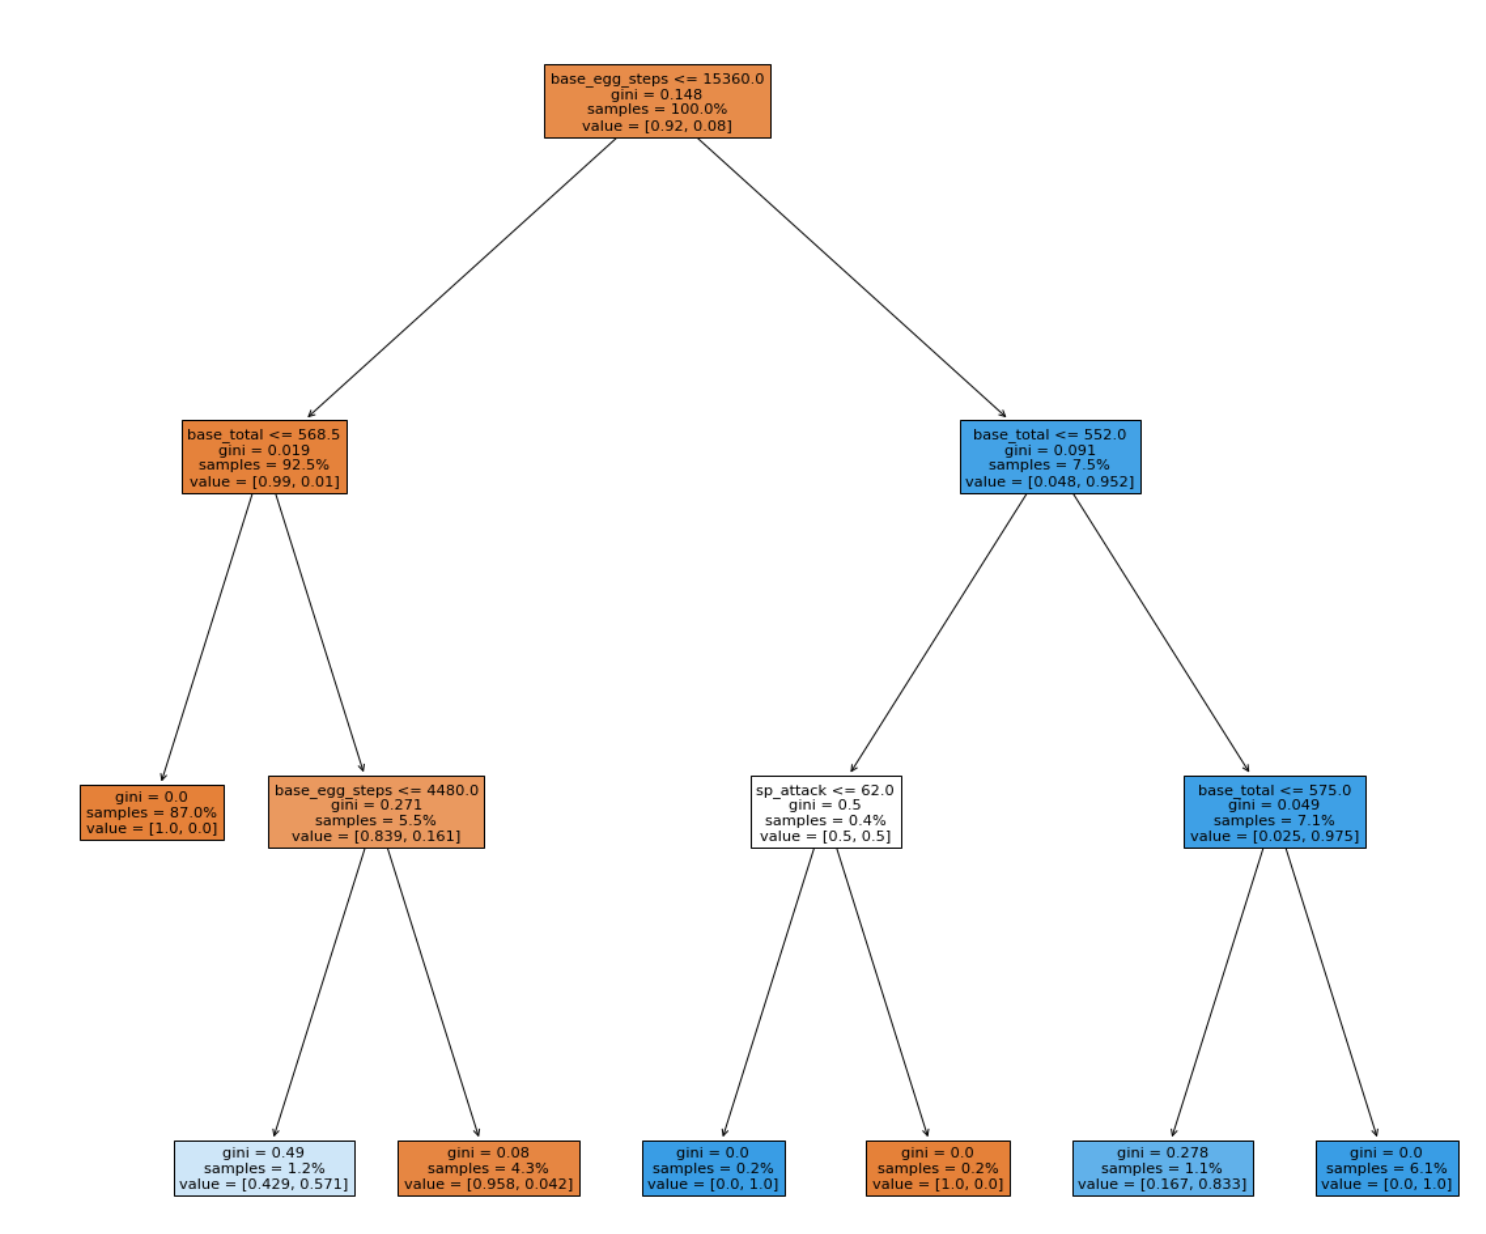 base_egg_steps <= 15360.0
gini = 0.148
samples = 100.0%
value = [0.92, 0.08]
base_total <= 568.5
gini = 0.019
samples = 92.5%
value = [0.99, 0.01]
base_total <= 552.0
gini = 0.091
samples = 7.5%
value = [0.048, 0.952]
gini = 0.0
samples = 87.0%
value = [1.0, 0.0]
base_egg_steps <= 4480.0
gini = 0.271
samples = 5.5%
value = [0.839, 0.161]
sp_attack <= 62.0
gini = 0.5
samples = 0.4%
value = [0.5, 0.5]
base_total <= 575.0
gini = 0.049
samples = 7.1%
value = [0.025, 0.975]
gini = 0.49
samples = 1.2%
value = [0.429, 0.571]
gini = 0.08
samples = 4.3%
value = [0.958, 0.042]
gini = 0.0
samples = 0.2%
value = [0.0, 1.0]
gini = 0.0
samples = 0.2%
value = [1.0, 0.0]
gini = 0.278
samples = 1.1%
value = [0.167, 0.833]
gini = 0.0
samples = 6.1%
value = [0.0, 1.0]